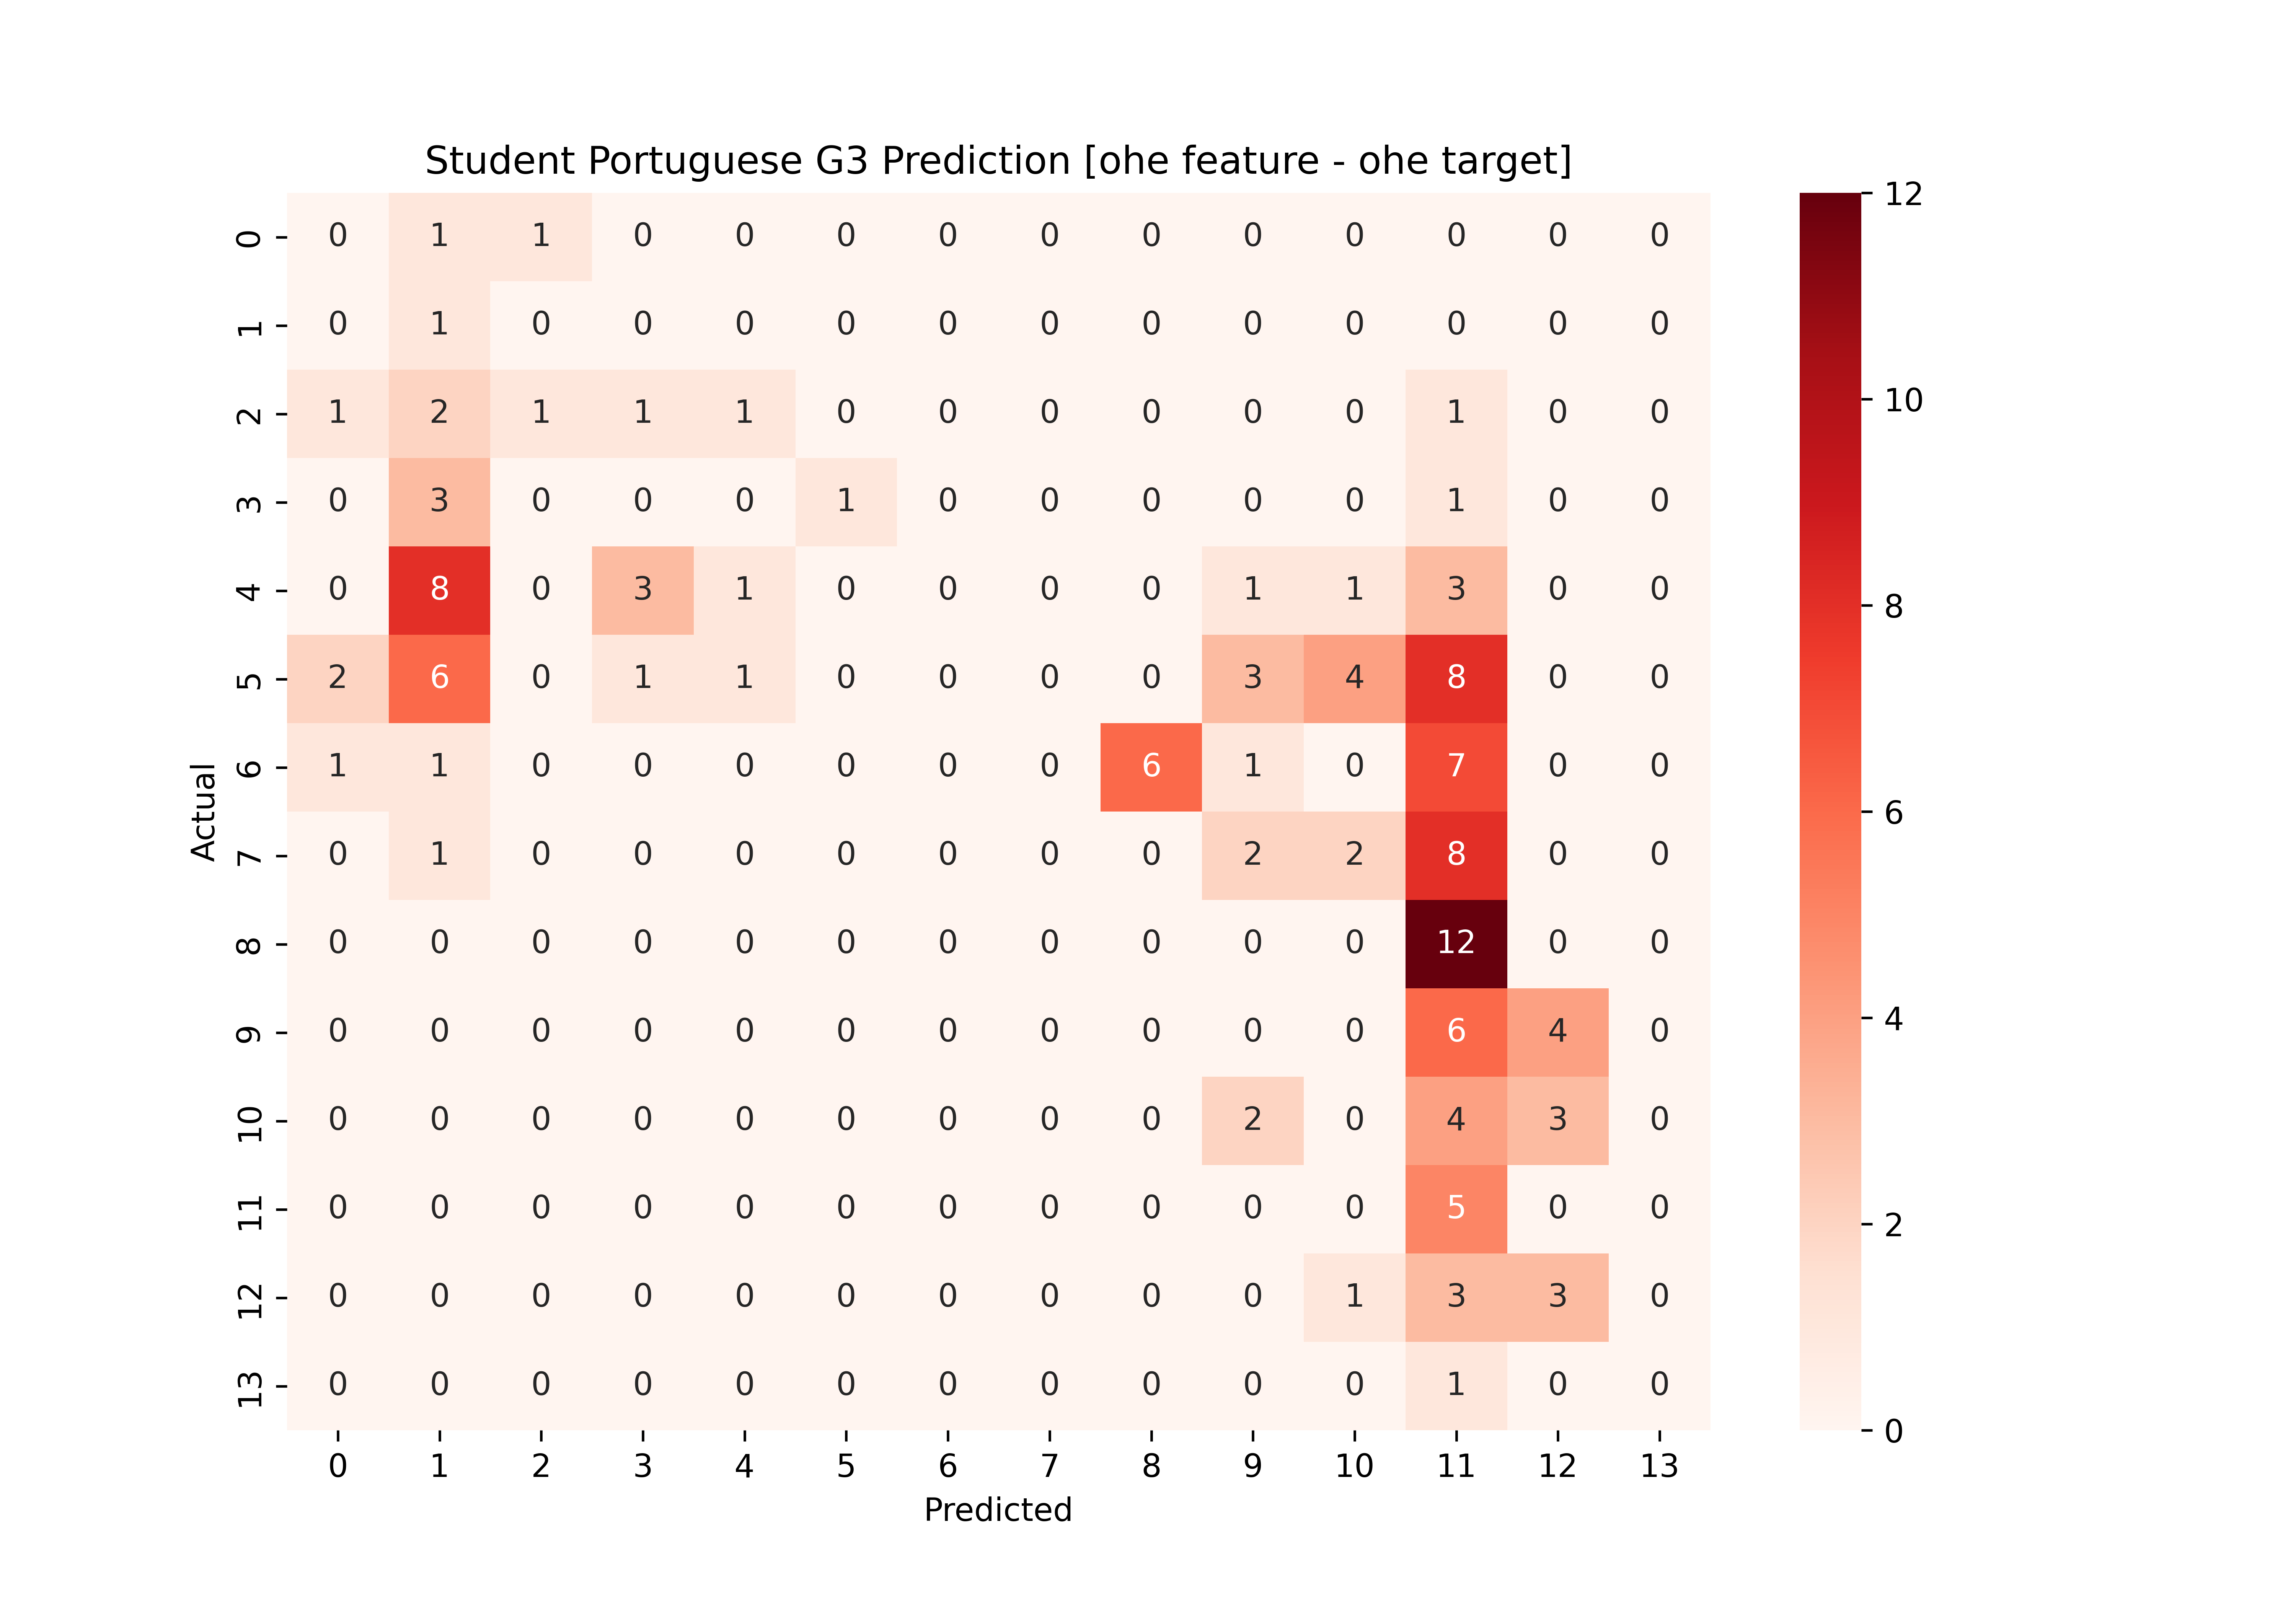 Student Portuguese G3 Prediction [ohe feature - ohe target]
0 0 1 1 0 0 0 0 0 0 0 0 0 0 0
1 0 1 0 0 0 0 0 0 0 0 0 0 0 0
2 1 2 1 1 1 0 0 0 0 0 0 1 0 0
3 0 3 0 0 0 1 0 0 0 0 0 1 0 0
4 0 8 0 3 1 0 0 0 0 1 1 3 0 0
5 2 6 0 1 1 0 0 0 0 3 4 8 0 0
6 1 1 0 0 0 0 0 0 6 1 0 7 0 0
7 0 1 0 0 0 0 0 0 0 2 2 8 0 0
8 0 0 0 0 0 0 0 0 0 0 0 12 0 0
9 0 0 0 0 0 0 0 0 0 0 0 6 4 0
10 0 0 0 0 0 0 0 0 0 2 0 4 3 0
11 0 0 0 0 0 0 0 0 0 0 0 5 0 0
12 0 0 0 0 0 0 0 0 0 0 1 3 3 0
13 0 0 0 0 0 0 0 0 0 0 0 1 0 0
0 1 2 3 4 5 6 7 8 9 10 11 12 13
Predicted
Actual
12
10
8
6
4
2
0